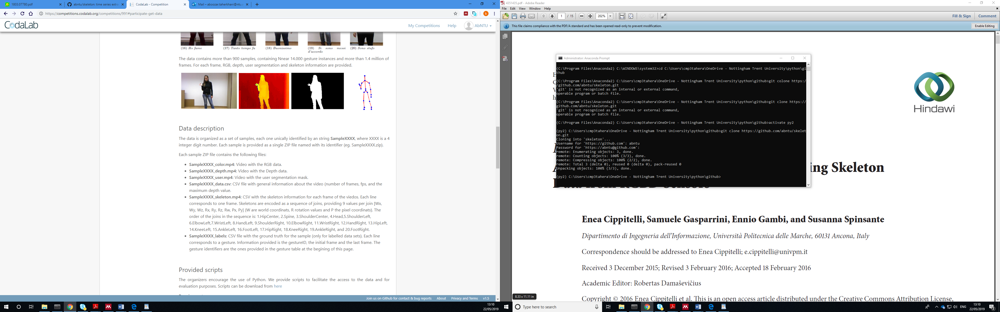 1803.07780.pdf
abntu/skeleton: time series extra
CodaLab - Competition
Mail – aboozar.taherkhani@ntu.a
https://competitions.codalab.org/competitions/991#participate-get-data
CodaLab
My Competitions
Help
AbNTU
(16) Ho fame
(17) Tanto tempo fa
(18) Buonissimo
(19) Si sono messi
d'accordo
(20) Sono stufo
The data contains more than 900 samples, containing Nnear 14.000 gesture instances and more than 1.4 million of
frames. For each frame, RGB, depth, user segmentation and skeleton information are provided.
Data description
The data is organized as a set of samples, each one unically identified by an string SampleXXXX, where XXXX is a 4
integer digit number. Each sample is provided as a single ZIP file named with its identifier (eg. SampleXXXX.zip).
Each sample ZIP file contains the following files:
• SampleXXXX_color.mp4: Video with the RGB data.
• SampleXXXX_depth.mp4: Video with the Depth data.
• SampleXXXX_user.mp4: Video with the user segmentation mask.
• SampleXXXX_data.csv: CSV file with general information about the video (number of frames, fps, and the
maximum depth value.
• SampleXXXX_skeleton.mp4: CSV with the skeleton information for each frame of the viedos. Each line
corresponds to one frame. Skeletons are encoded as a sequence of joins, providing 9 values per join [Wx,
Wy, Wz, Rx, Ry, Rz, Rw, Px, Py] (W are world coordinats, R rotation values and P the pixel coordinats). The
order of the joins in the sequence is: 1.HipCenter, 2.Spine, 3.ShoulderCenter, 4.Head,5.ShoulderLeft,
6.ElbowLeft,7.WristLeft, 8.HandLeft, 9.ShoulderRight, 10.ElbowRight, 11.WristRight, 12.HandRight, 13.HipLeft,
14.KneeLeft, 15.AnkleLeft, 16.FootLeft, 17.HipRight, 18.KneeRight, 19.AnkleRight, and 20.FootRight.
• SampleXXXX_labels: CSV file with the ground truth for the sample (only for labelled data sets). Each line
corresponds to a gesture. Information provided is the gestureID, the initial frame and the last frame. The
gesture identifiers are the ones provided in the gesture table at the begining of this page.
Provided scripts
The organizers encourage the use of Python. We provide scripts to facilitate the access to the data and for
evaluation purposes. Scripts can be download from here
Join us on Github for contact & bug reports
About
Privacy and Terms
v1.5
13:10
22/05/2019
4351435.pdf - Adobe Reader
File Edit View Window Help
1 / 15
202%
Fill & Sign
Comment
This file claims compliance with the PDF/A standard and has been opened read-only to prevent modification.
Enable Editing
Administrator: Anaconda Prompt
(C:\Program Files\Anaconda2) C:\WINDOWS\system32>cd C:\Users\cmp3tahera\OneDrive - Nottingham Trent University\python\gi
thub
(C:\Program Files\Anaconda2) C:\Users\cmp3tahera\OneDrive - Nottingham Trent University\python\github>git colone https:/
/github.com/abntu/skeleton.git
'git' is not recognized as an internal or external command,
operable program or batch file.
(C:\Program Files\Anaconda2) C:\Users\cmp3tahera\OneDrive - Nottingham Trent University\python\github>git clone https://
github.com/abntu/skeleton.git
'git' is not recognized as an internal or external command,
operable program or batch file.
(C:\Program Files\Anaconda2) C:\Users\cmp3tahera\OneDrive - Nottingham Trent University\python\github>activate py2
(py2) C:\Users\cmp3tahera\OneDrive - Nottingham Trent University\python\github>git clone https://github.com/abntu/skelet
on.git
Cloning into 'skeleton'...
Username for 'https://github.com': abntu
Password for 'https://abntu@github.com':
remote: Enumerating objects: 3, done.
remote: Counting objects: 100% (3/3), done.
remote: Compressing objects: 100% (2/2), done.
remote: Total 3 (delta 0), reused 0 (delta 0), pack-reused 0
Unpacking objects: 100% (3/3), done.
(py2) C:\Users\cmp3tahera\OneDrive - Nottingham Trent University\python\github>
Hindawi
ing Skeleton
Enea Cippitelli, Samuele Gasparrini, Ennio Gambi, and Susanna Spinsante
Dipartimento di Ingegneria dell'Informazione, Università Politecnica delle Marche, 60131 Ancona, Italy
Correspondence should be addressed to Enea Cippitelli; e.cippitelli@univpm.it
Received 3 December 2015; Revised 3 February 2016; Accepted 18 February 2016
Academic Editor: Robertas Damaševičius
Copyright © 2016 Enea Cippitelli et al. This is an open access article distributed under the Creative Commons Attribution License,
8.33 x 11.11 in
Type here to search
ENG
13:10
22/05/2019
2